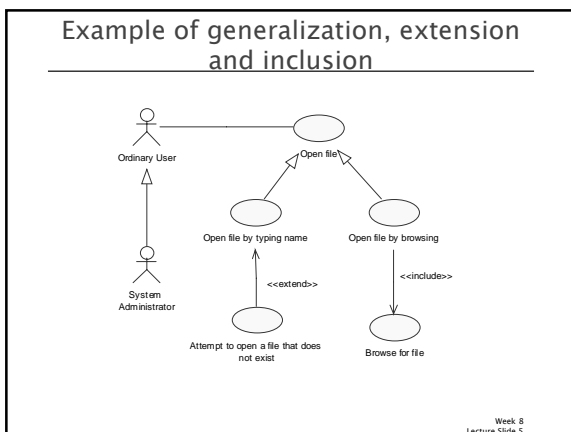 Example of generalization, extension
and inclusion
Ordinary User
Open file
Open file by typing name
Open file by browsing
System
Administrator
<<extend>>
<<include>>
Attempt to open a file that does
not exist
Browse for file
Week 8
Lecture Slide 5